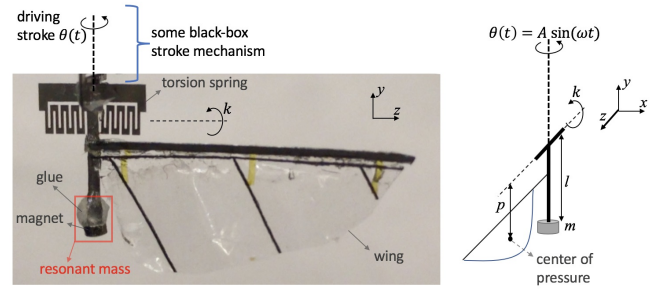 driving
stroke θ(t)
some black-box
stroke mechanism
torsion spring
k
y
z
glue
magnet
resonant mass
wing
θ(t) = A sin(ωt)
k
y
x
z
l
p
m
center of
pressure